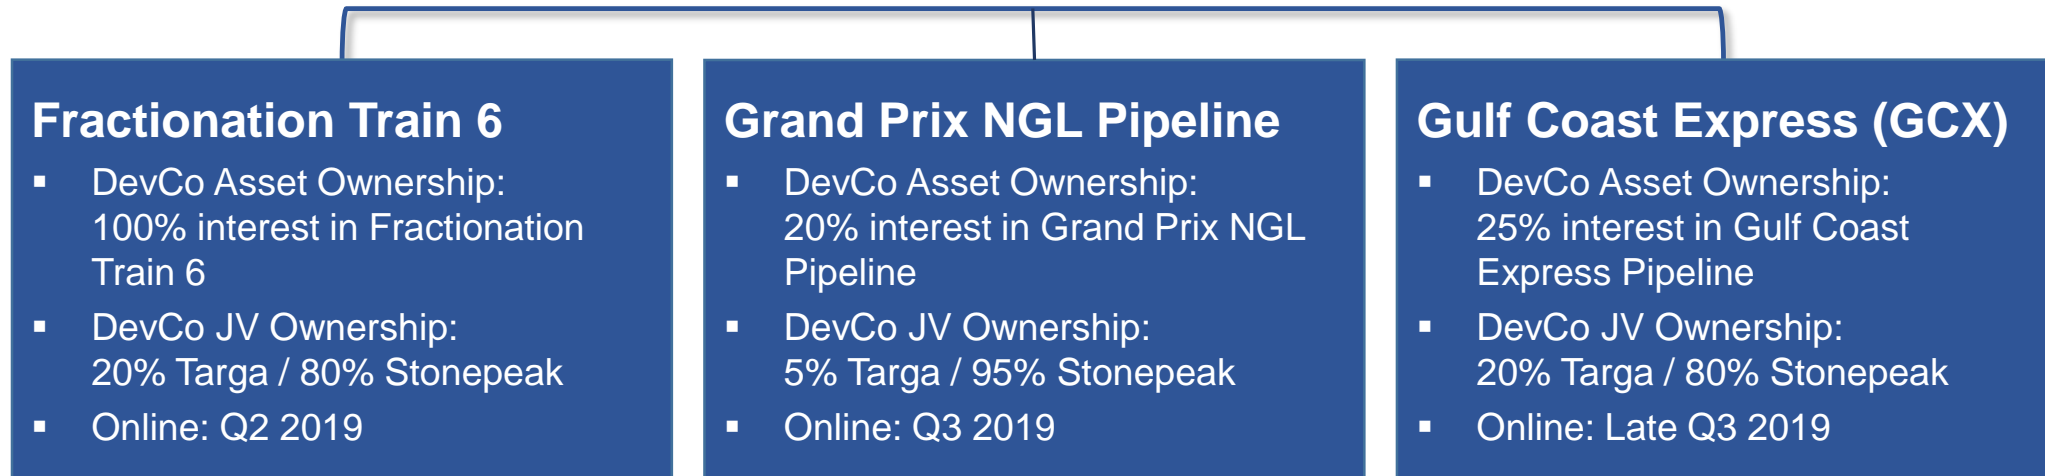 Fractionation Train 6
▪ DevCo Asset Ownership:
100% interest in Fractionation
Train 6
▪ DevCo JV Ownership:
20% Targa / 80% Stonepeak
▪ Online: Q2 2019
Grand Prix NGL Pipeline
▪ DevCo Asset Ownership:
20% interest in Grand Prix NGL
Pipeline
▪ DevCo JV Ownership:
5% Targa / 95% Stonepeak
▪ Online: Q3 2019
Gulf Coast Express (GCX)
▪ DevCo Asset Ownership:
25% interest in Gulf Coast
Express Pipeline
▪ DevCo JV Ownership:
20% Targa / 80% Stonepeak
▪ Online: Late Q3 2019